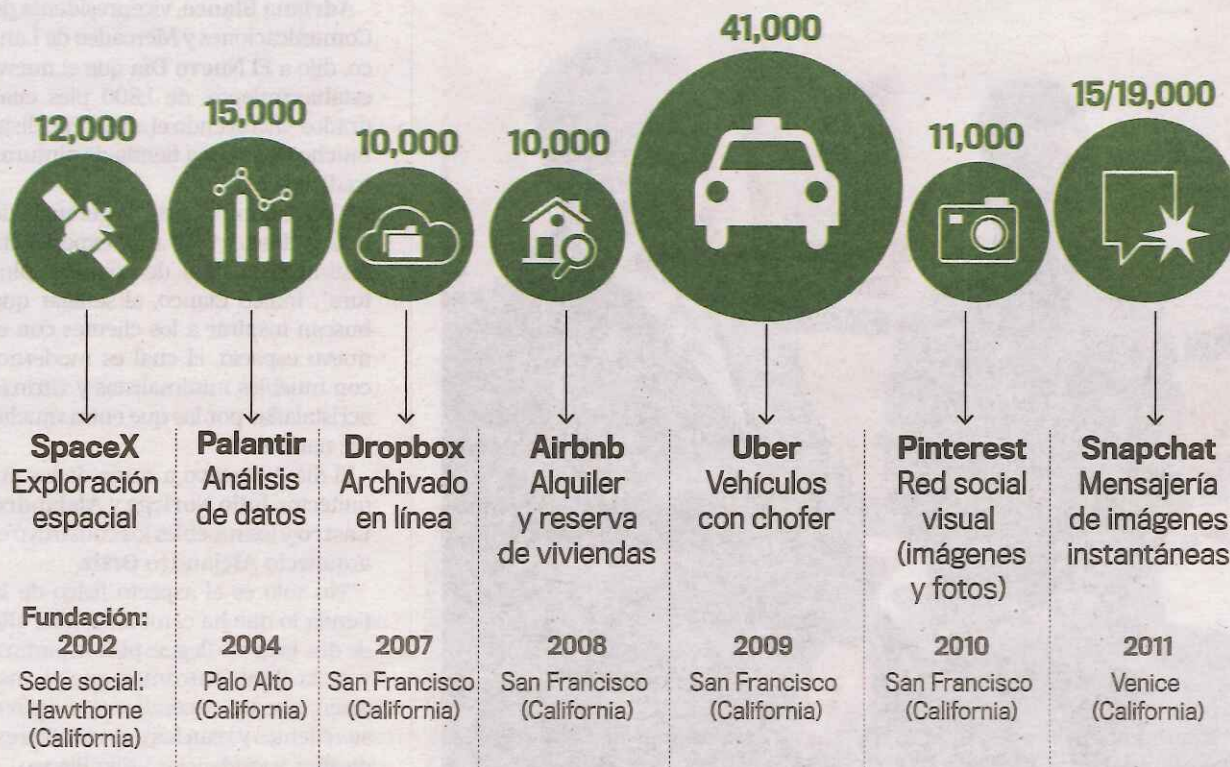 12,000
15,000
10,000
10,000
41,000
11,000
15/19,000
SpaceX
Exploración
espacial
Fundación:
2002
Sede social:
Hawthorne
(California)
Palantir
Análisis
de datos
2004
Palo Alto
(California)
Dropbox
Archivado
en línea
2007
San Francisco
(California)
Airbnb
Alquiler
y reserva
de viviendas
2008
San Francisco
(California)
Uber
Vehículos
con chofer
2009
San Francisco
(California)
Pinterest
Red social
visual
(imágenes
y fotos)
2010
San Francisco
(California)
Snapchat
Mensajería
de imágenes
instantáneas
2011
Venice
(California)